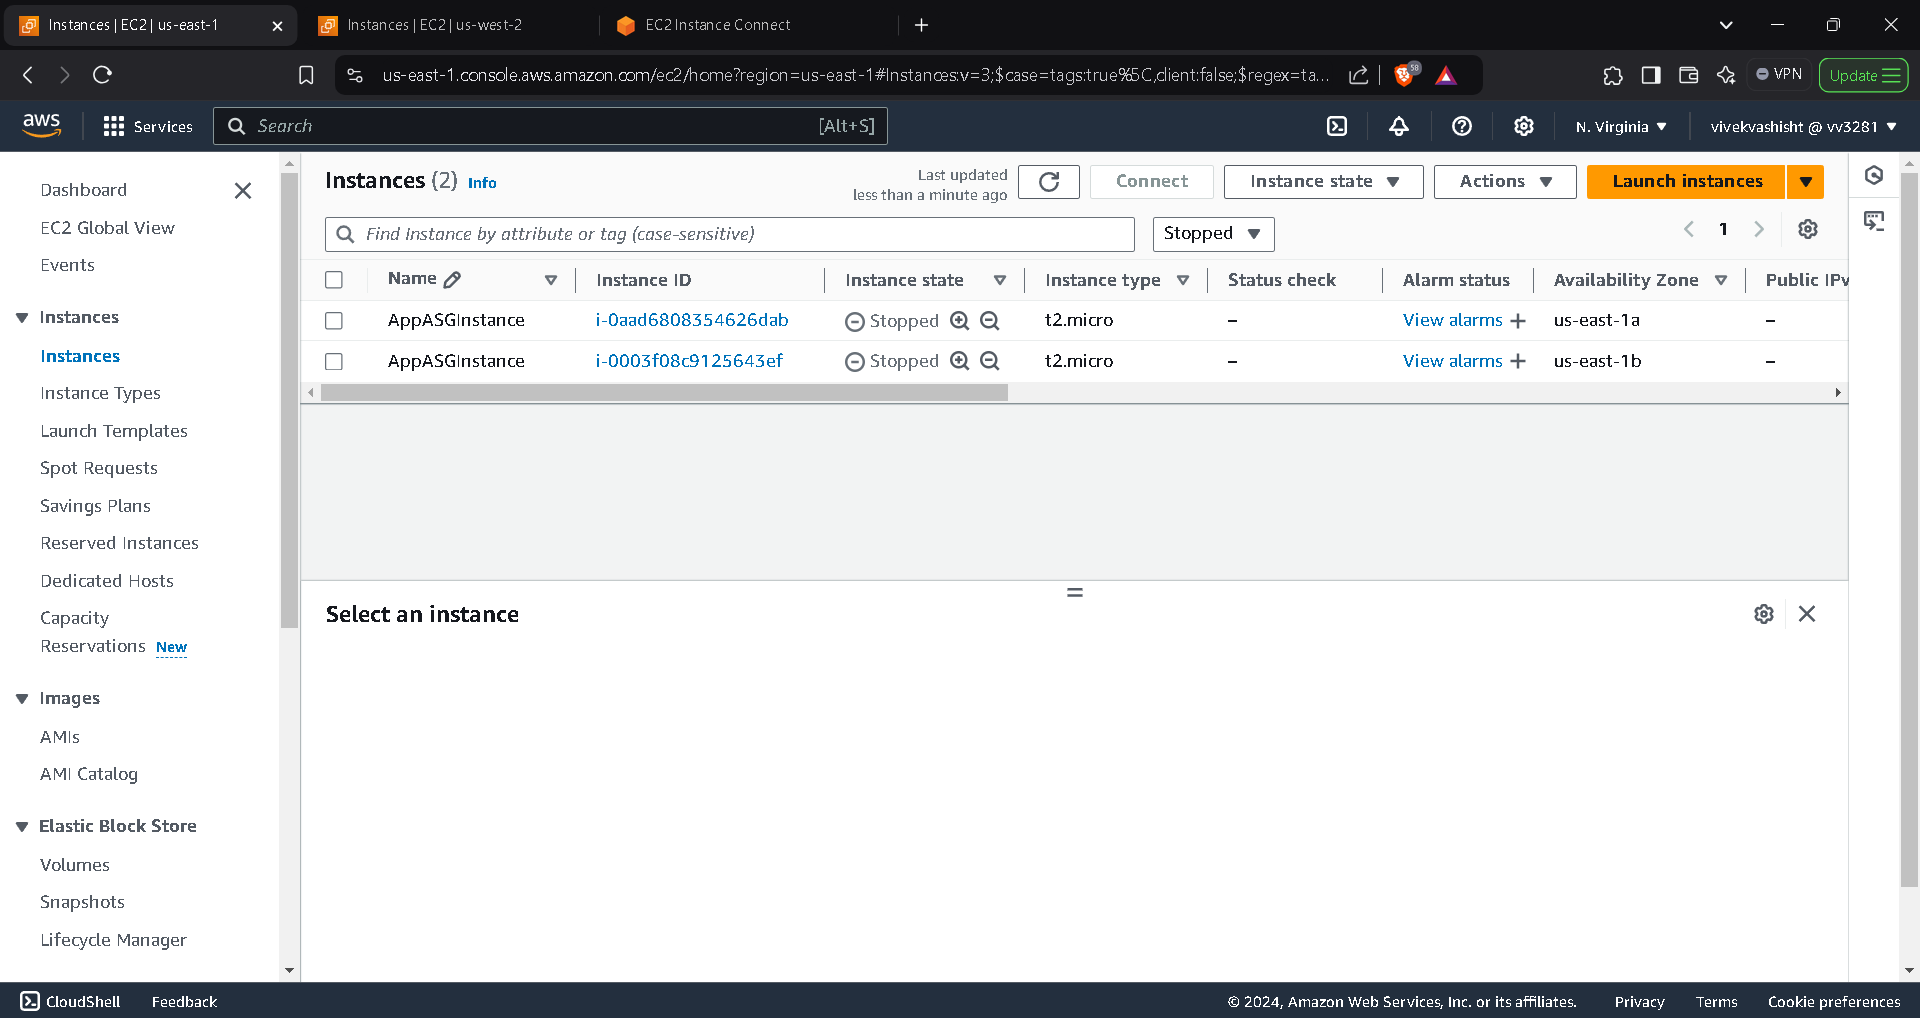 Instances | EC2 | us-east-1
Instances | EC2 | us-west-2
EC2 Instance Connect
us-east-1.console.aws.amazon.com/ec2/home?region=us-east-1#Instances:v=3;$case=tags:true%5C,client:false;$regex=ta...
58
VPN
Update
aws
Services
Search
[Alt+S]
N. Virginia
vivekvashisht @ vv3281
Dashboard
EC2 Global View
Events
Instances
Instances
Instance Types
Launch Templates
Spot Requests
Savings Plans
Reserved Instances
Dedicated Hosts
Capacity
Reservations New
Images
AMIs
AMI Catalog
Elastic Block Store
Volumes
Snapshots
Lifecycle Manager
Instances (2) Info
Last updated
less than a minute ago
Connect
Instance state
Actions
Launch instances
Find Instance by attribute or tag (case-sensitive)
Stopped
1
Name Instance ID Instance state Instance type Status check Alarm status Availability Zone Public IPv
AppASGInstance i-0aad6808354626dab Stopped t2.micro – View alarms + us-east-1a –
AppASGInstance i-0003f08c9125643ef Stopped t2.micro – View alarms + us-east-1b –
Select an instance
CloudShell
Feedback
© 2024, Amazon Web Services, Inc. or its affiliates.
Privacy
Terms
Cookie preferences